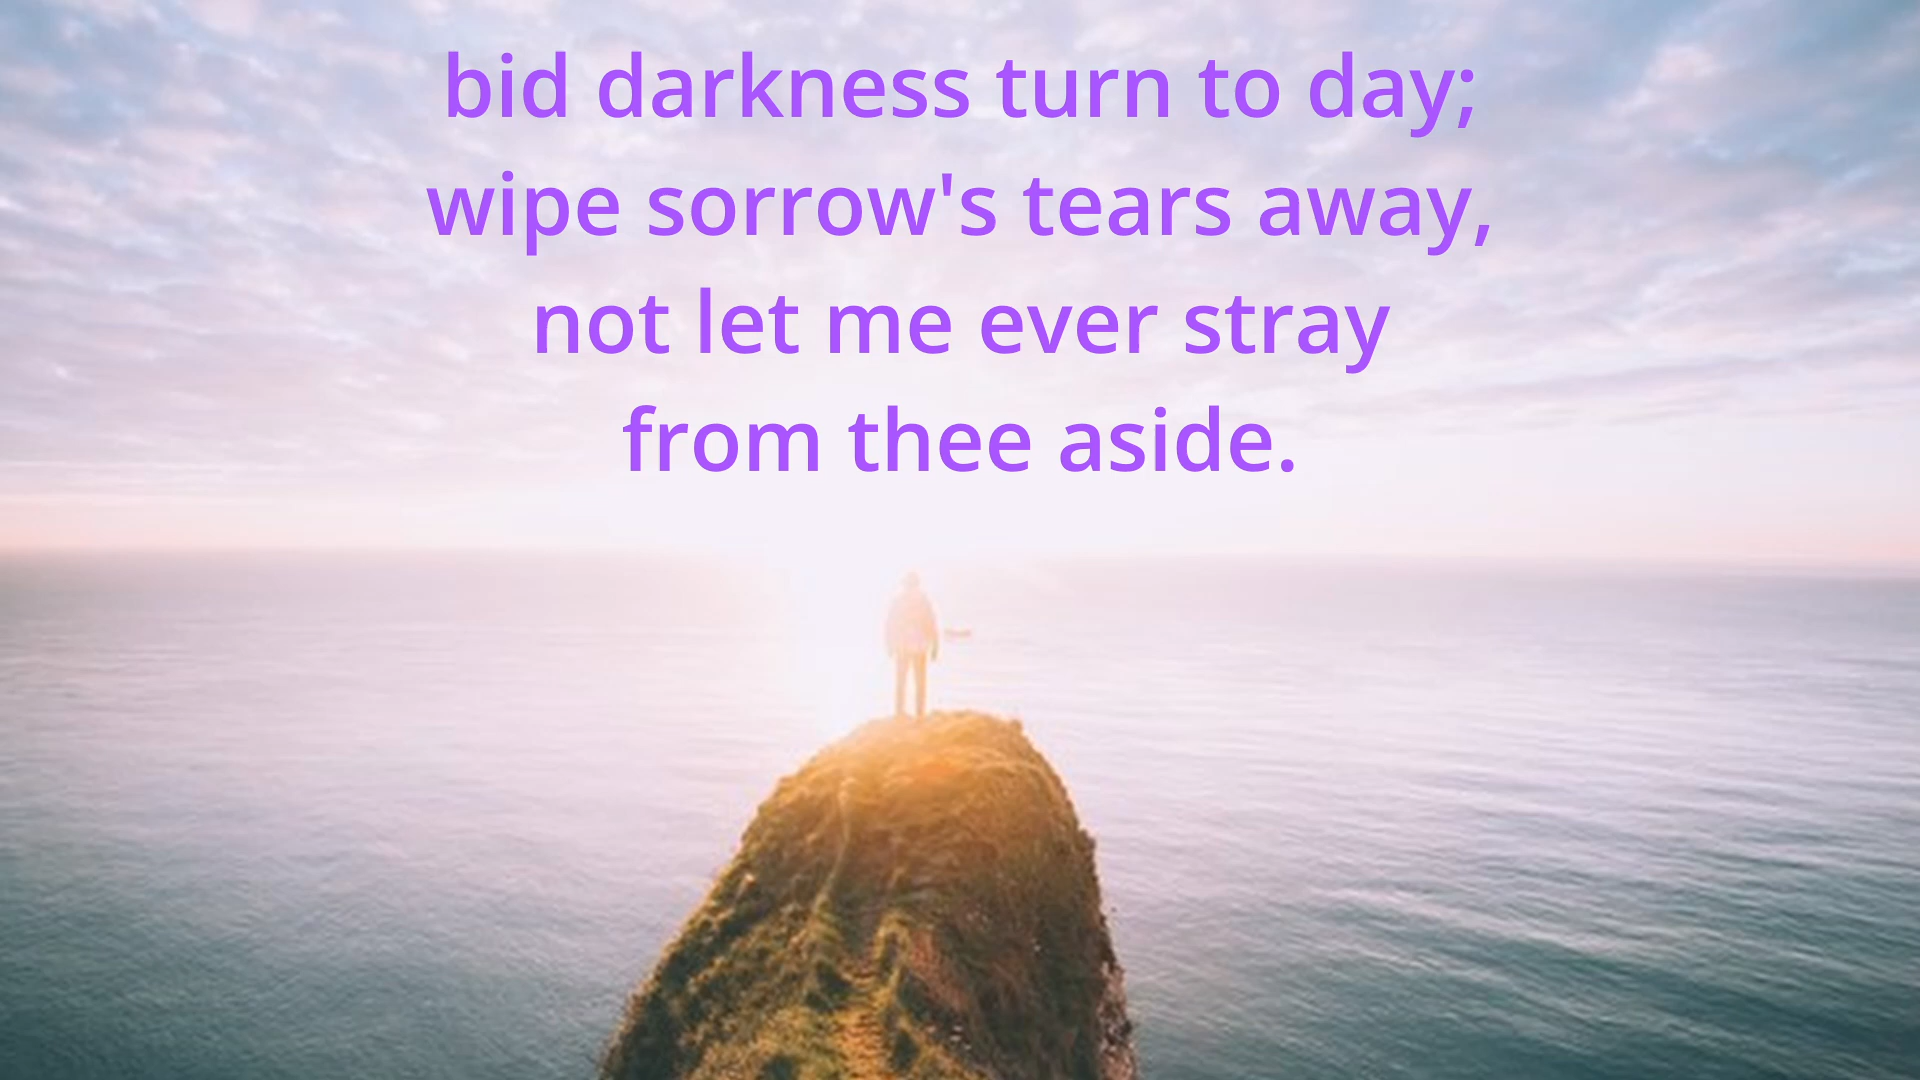 bid darkness turn to day;
wipe sorrow's tears away,
not let me ever stray
from thee aside.